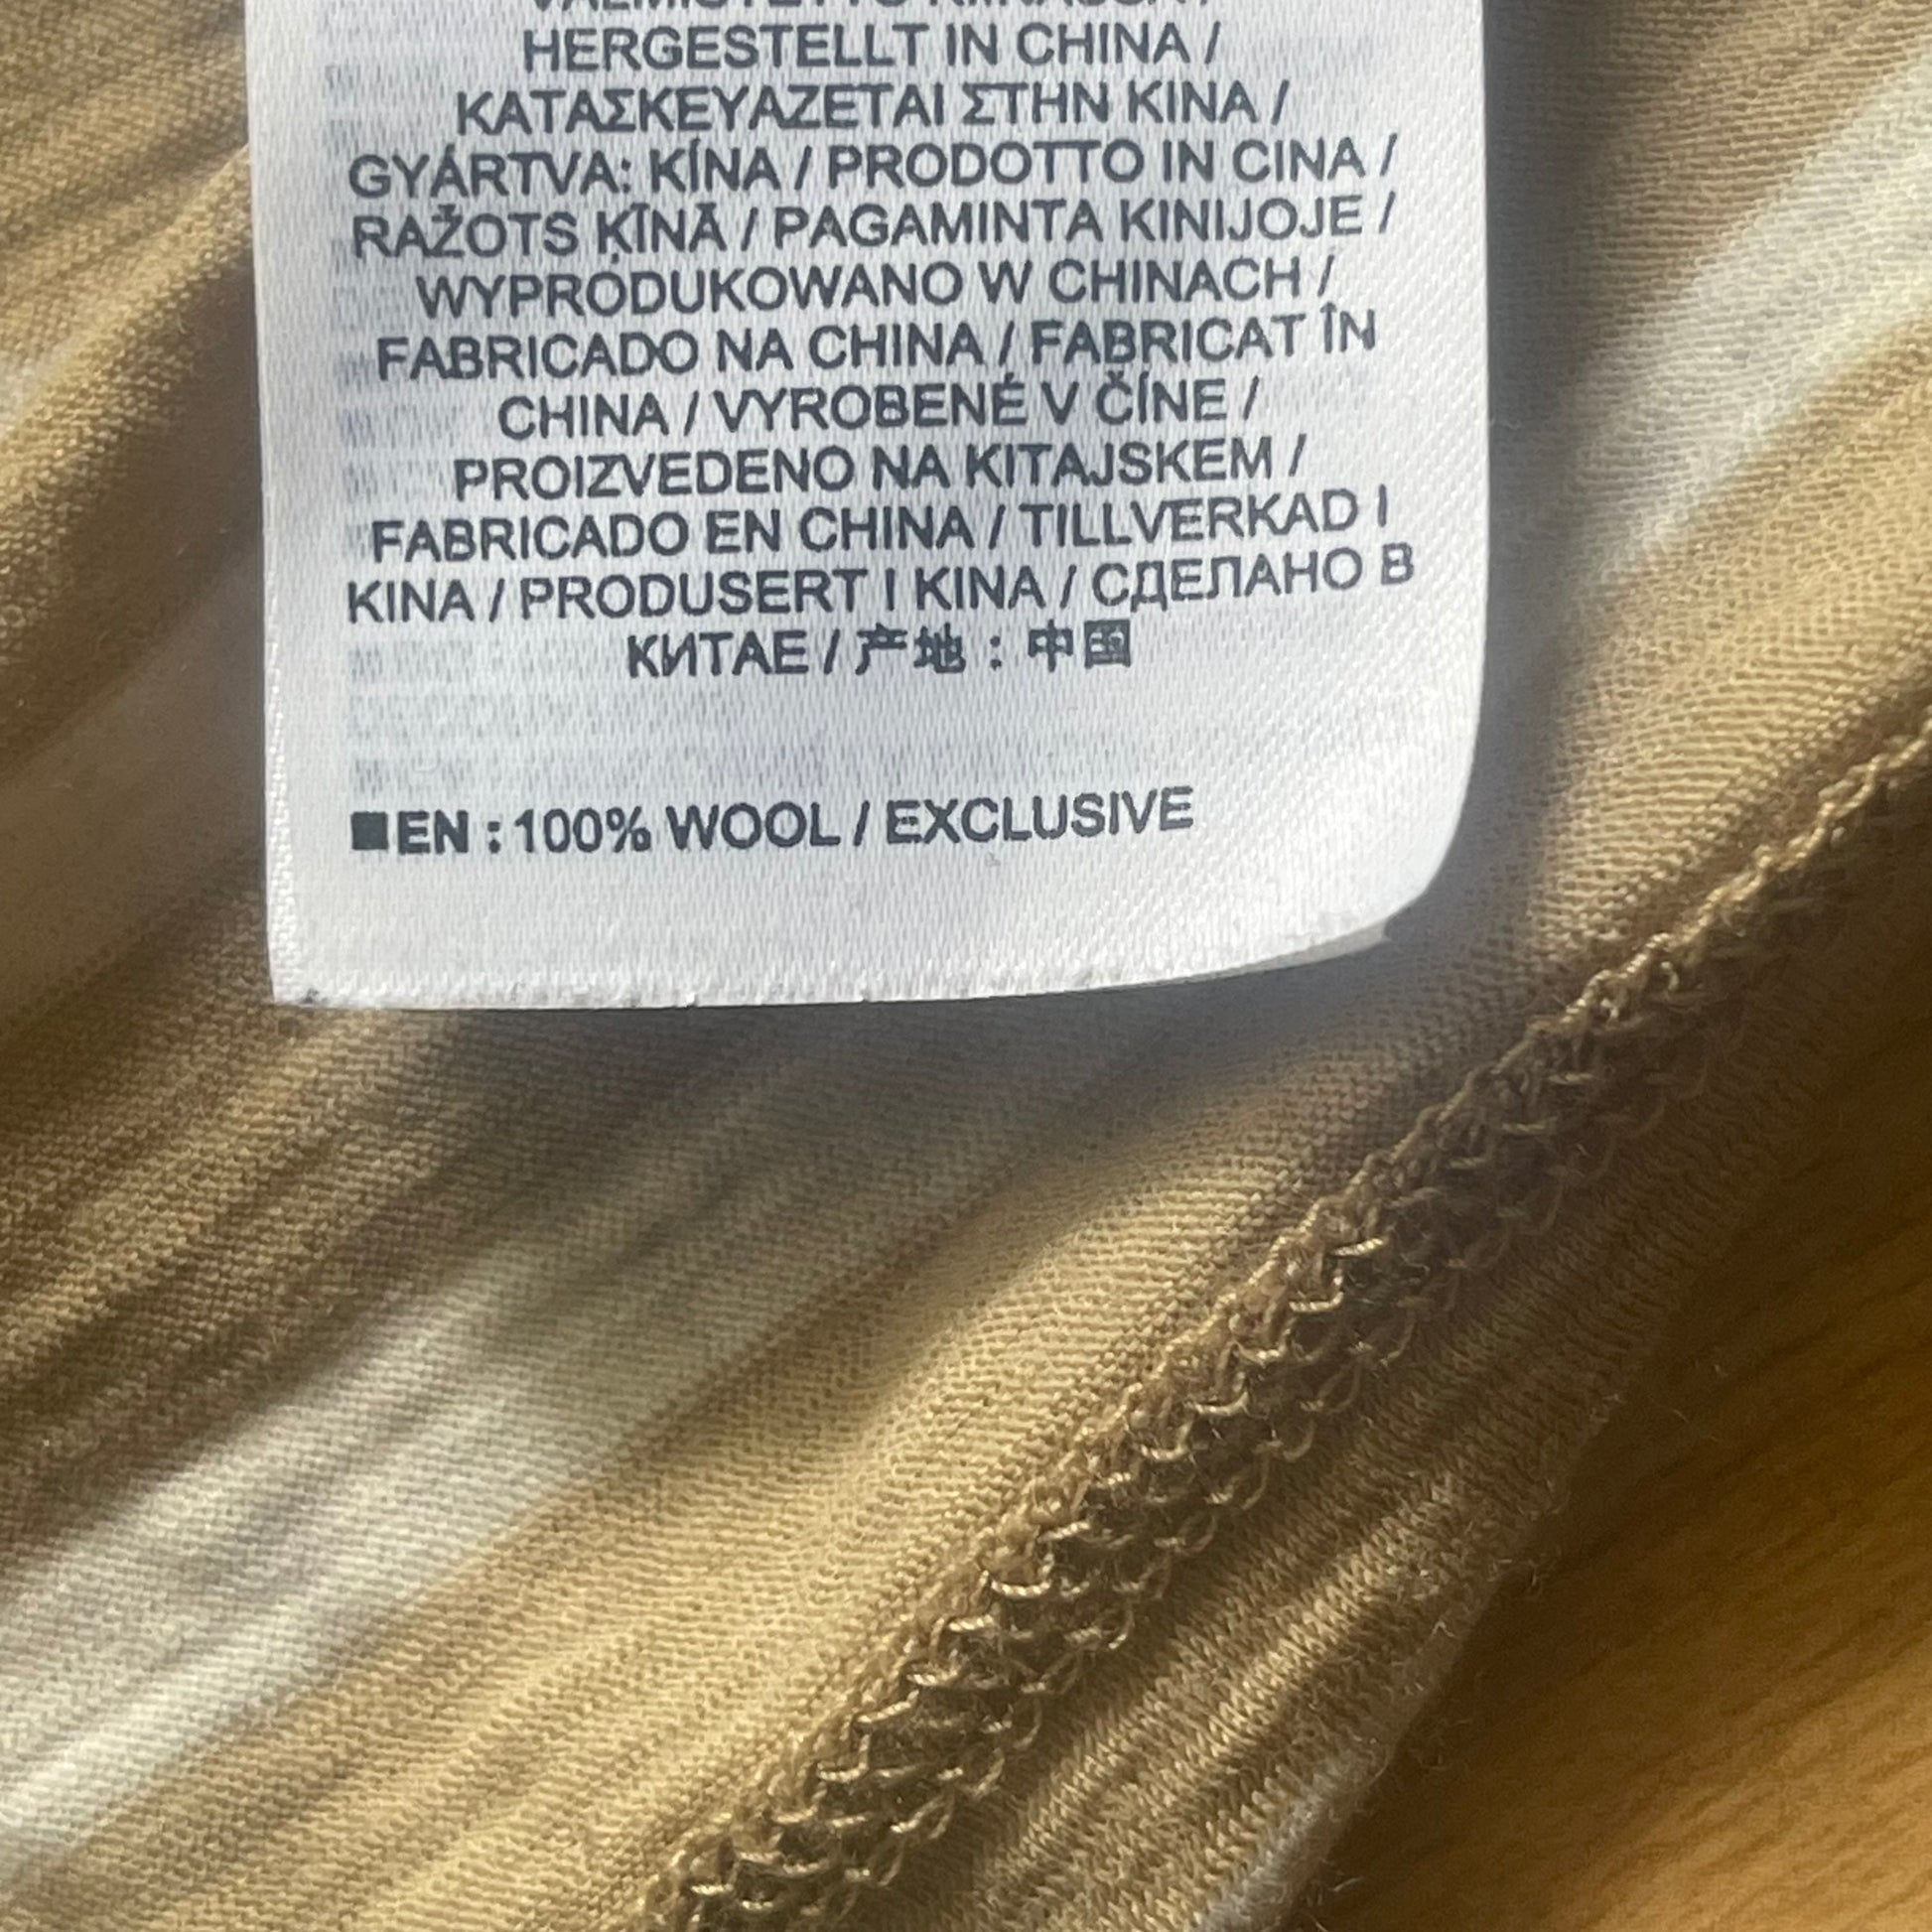 HERGESTELLT IN CHINA /
ΚΑΤΑΣΚΕΥΑΖΕΤΑΙ ΣΤΗΝ ΚΙΝΑ /
GYÁRTVA: KÍNA / PRODOTTO IN CINA /
RAŽOTS ĶĪNĀ / PAGAMINTA KINIJOJE /
WYPRODUKOWANO W CHINACH /
FABRICADO NA CHINA / FABRICAT ÎN
CHINA / VYROBENÉ V ČÍNE /
PROIZVEDENO NA KITAJSKEM /
FABRICADO EN CHINA / TILLVERKAD I
KINA / PRODUSERT I KINA / СДЕЛАНО В
КИТАЕ / 产地：中国
■EN : 100% WOOL / EXCLUSIVE